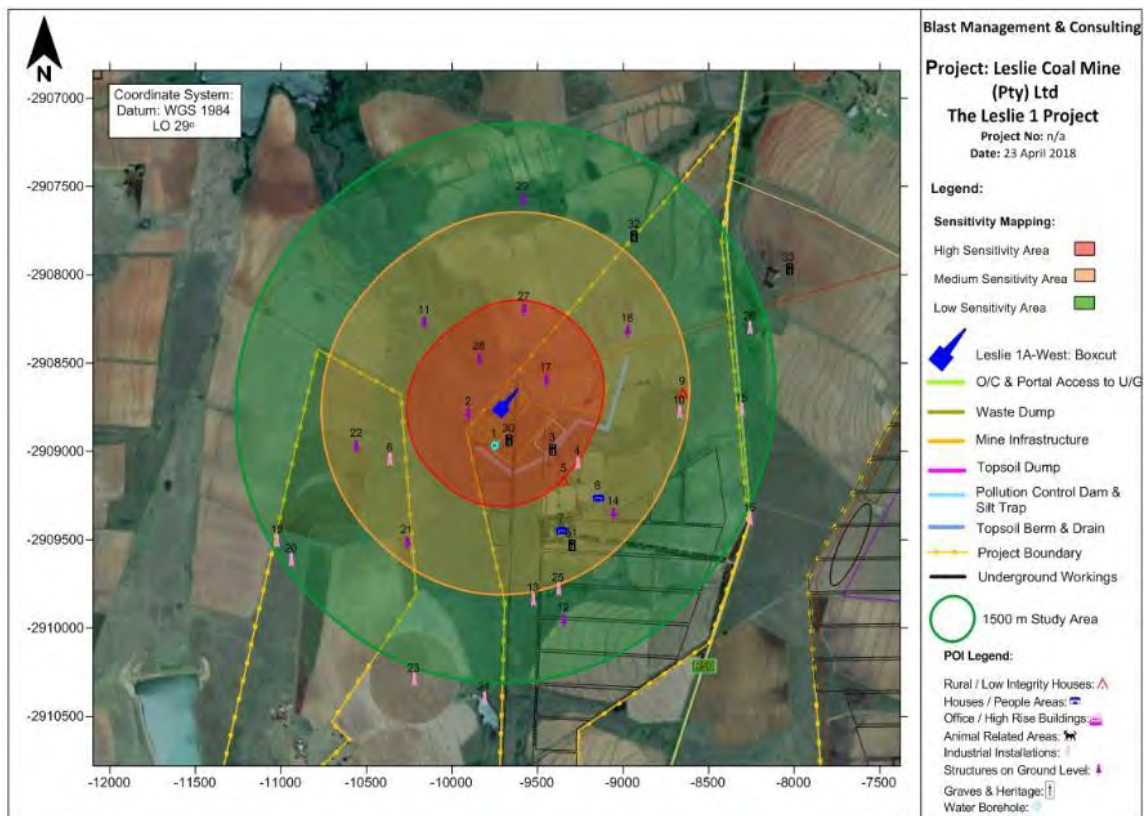 N
Coordinate System:
Datum: WGS 1984
LO 29°
-2907000
-2907500
-2908000
-2908500
-2909000
-2909500
-2910000
-2910500
-12000
-11500
-11000
-10500
-10000
-9500
-9000
-8500
-8000
-7500
29
32
33
27
11
18
26
28
17
9
2
10
15
1
30
3
22
6
4
5
8
14
16
7
31
21
19
20
13
25
12
23
24
Blast Management & Consulting
Project: Leslie Coal Mine
(Pty) Ltd
The Leslie 1 Project
Project No: n/a
Date: 23 April 2018
Legend:
Sensitivity Mapping:
High Sensitivity Area
Medium Sensitivity Area
Low Sensitivity Area
Leslie 1A-West: Boxcut
O/C & Portal Access to U/G
Waste Dump
Mine Infrastructure
Topsoil Dump
Pollution Control Dam &
Silt Trap
Topsoil Berm & Drain
Project Boundary
Underground Workings
1500 m Study Area
POI Legend:
Rural / Low Integrity Houses:
Houses / People Areas:
Office / High Rise Buildings:
Animal Related Areas:
Industrial Installations:
Structures on Ground Level:
Graves & Heritage:
Water Borehole: